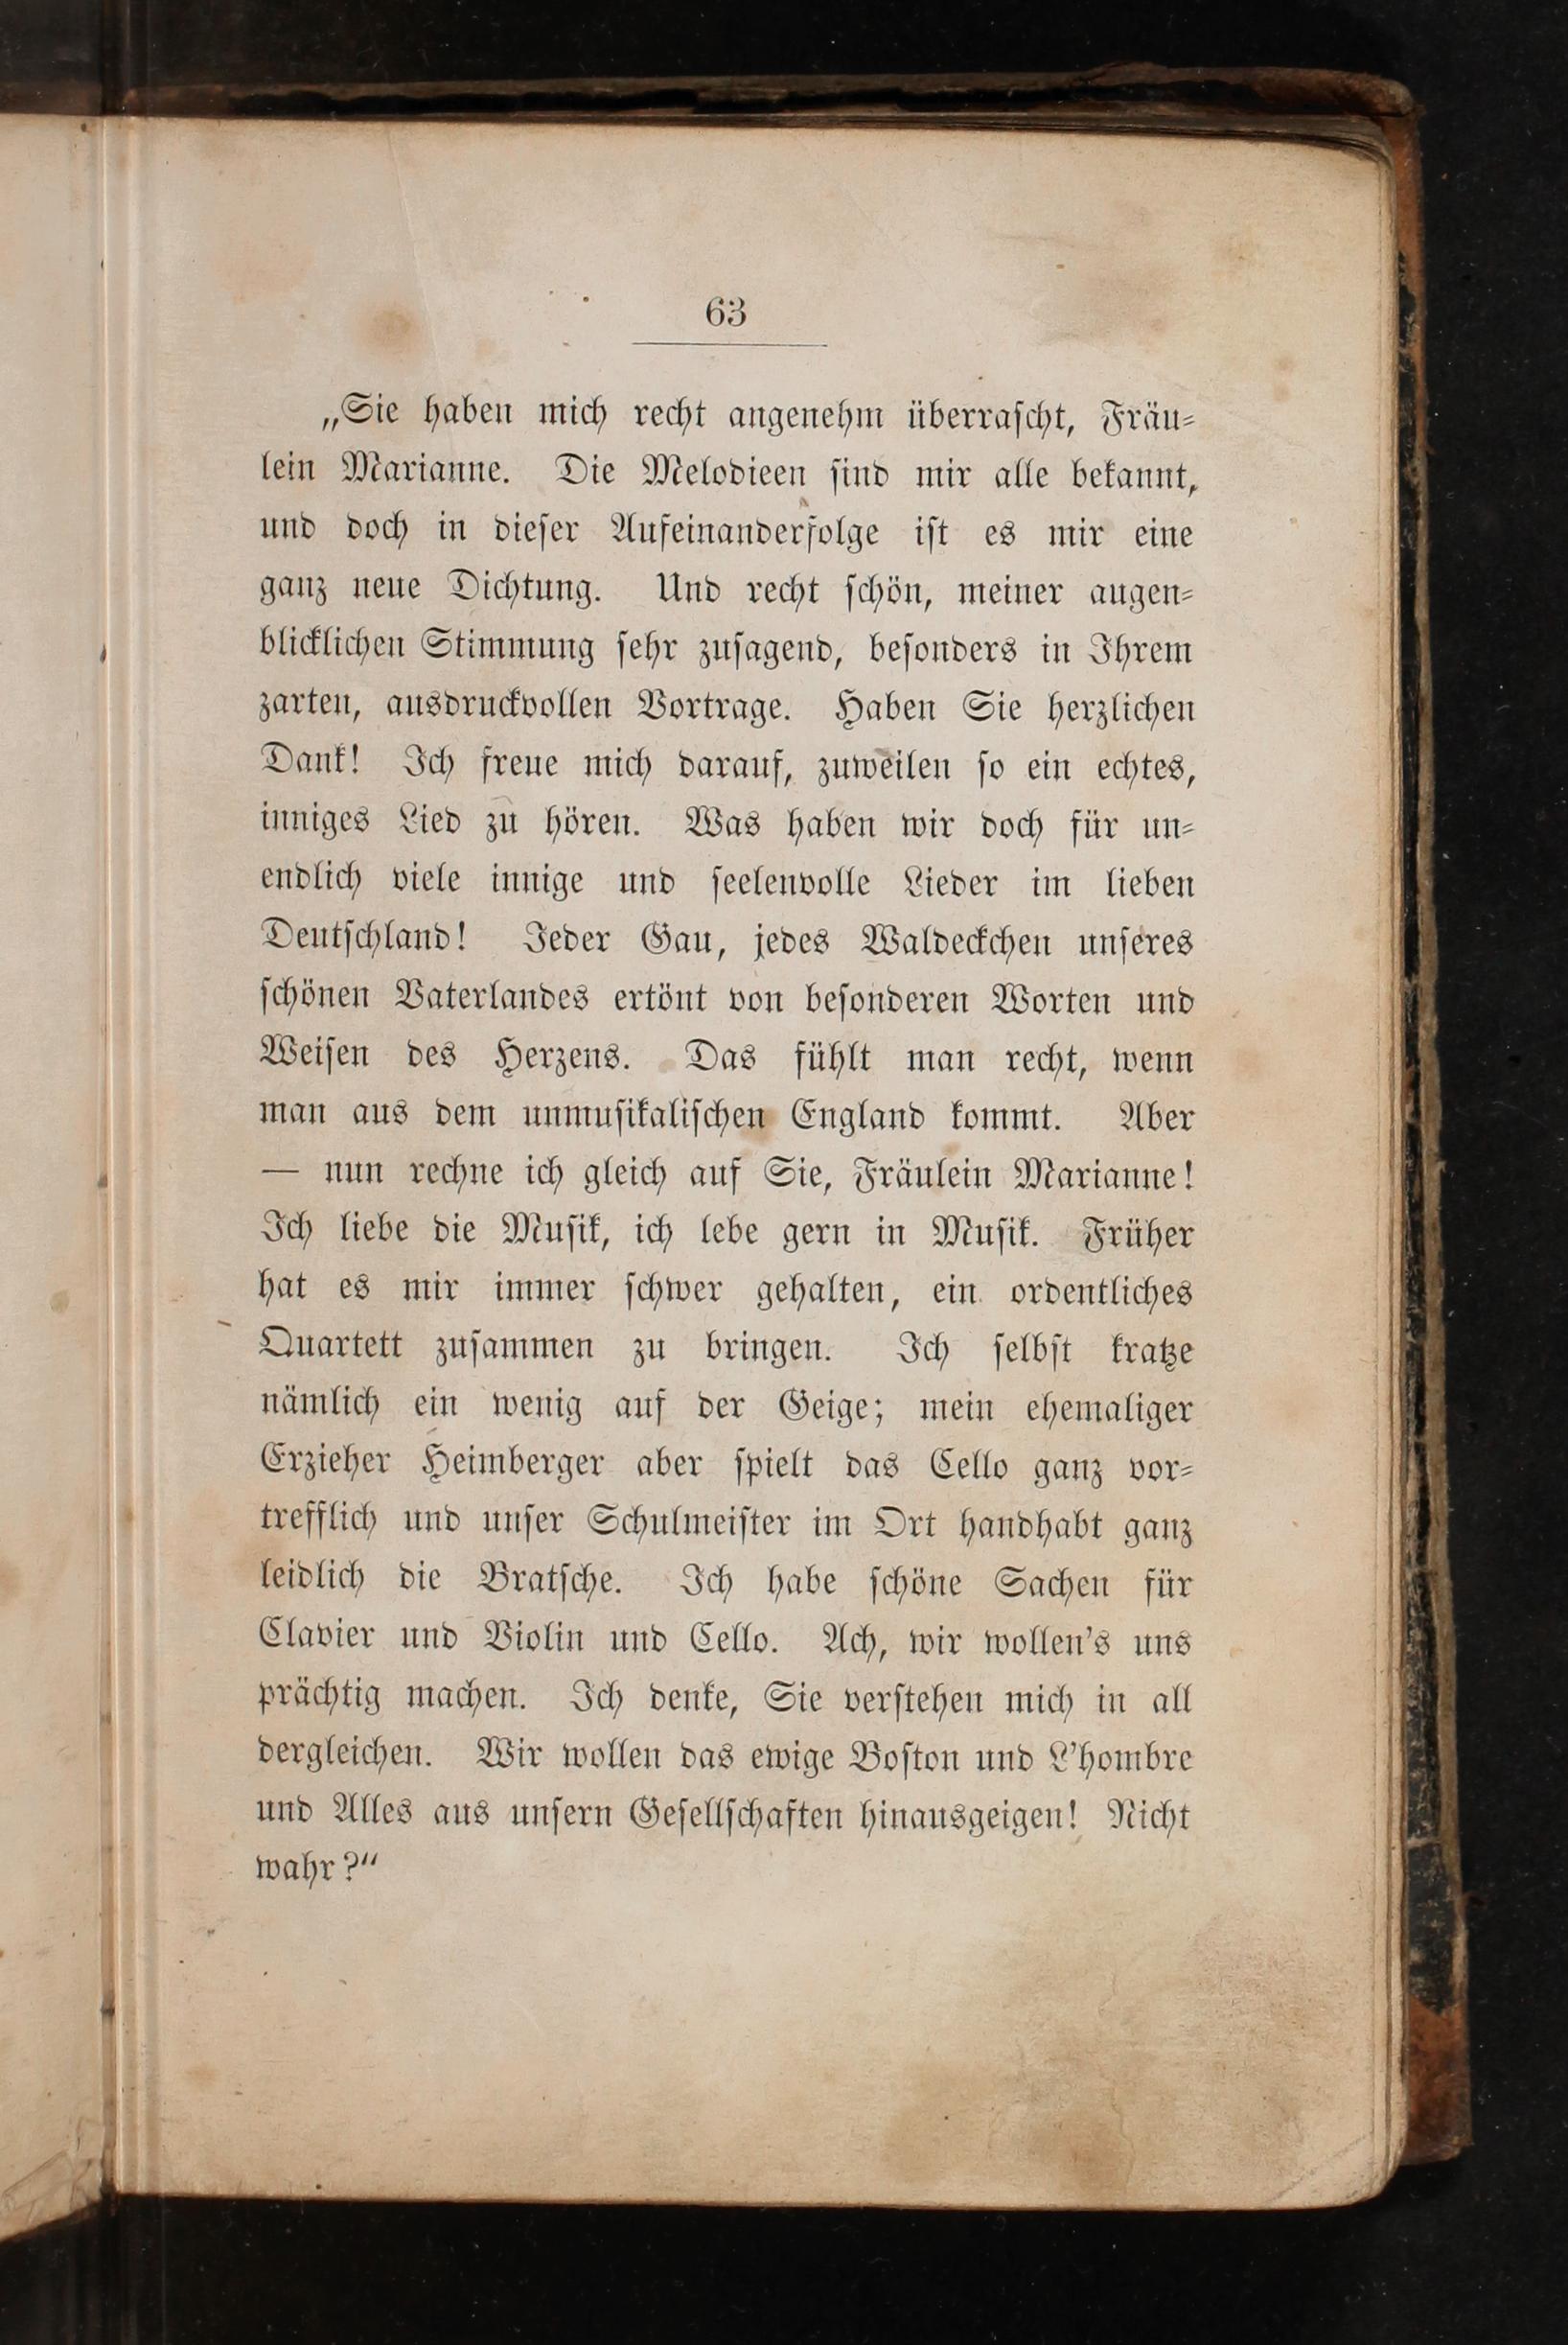 63
„Sie haben mich recht angenehm überraſcht, Fräu⸗
lein Marianne. Die Melodieen ſind mir alle bekannt,
und doch in dieſer Aufeinanderfolge iſt es mir eine
ganz neue Dichtung. Und recht ſchön, meiner augen⸗
blicklichen Stimmung ſehr zuſagend, beſonders in Ihrem
zarten, ausdruckvollen Vortrage. Haben Sie herzlichen
Dank! Ich freue mich darauf, zuweilen ſo ein echtes,
inniges Lied zu hören. Was haben wir doch für un⸗
endlich viele innige und ſeelenvolle Lieder im lieben
Deutſchland! Jeder Gau, jedes Waldeckchen unſeres
ſchönen Vaterlandes ertönt von beſonderen Worten und
Weiſen des Herzens. Das fühlt man recht, wenn
man aus dem unmuſikaliſchen England kommt. Aber
— nun rechne ich gleich auf Sie, Fräulein Marianne!
Ich liebe die Muſik, ich lebe gern in Muſik. Früher
hat es mir immer ſchwer gehalten, ein ordentliches
Quartett zuſammen zu bringen. Ich ſelbſt kratze
nämlich ein wenig auf der Geige; mein ehemaliger
Erzieher Heimberger aber ſpielt das Cello ganz vor⸗
trefflich und unſer Schulmeiſter im Ort handhabt ganz
leidlich die Bratſche. Ich habe ſchöne Sachen für
Clavier und Violin und Cello. Ach, wir wollen's uns
prächtig machen. Ich denke, Sie verſtehen mich in all
dergleichen. Wir wollen das ewige Boſton und L'hombre
und Alles aus unſern Geſellſchaften hinausgeigen! Nicht
wahr?“